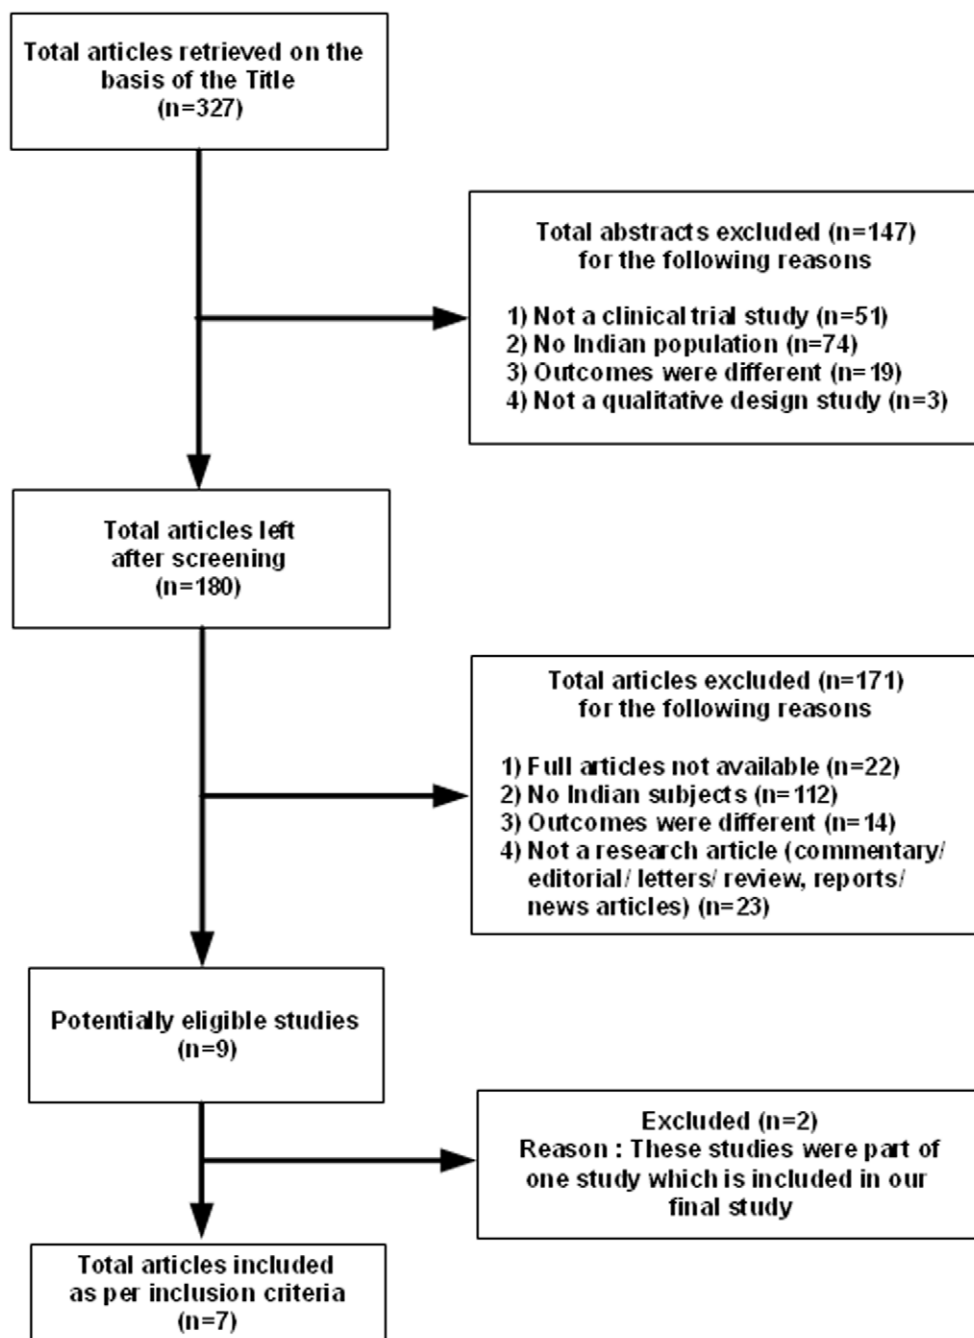 Total articles retrieved on the
basis of the Title
(n=327)
Total abstracts excluded (n=147)
for the following reasons
1) Not a clinical trial study (n=51)
2) No Indian population (n=74)
3) Outcomes were different (n=19)
4) Not a qualitative design study (n=3)
Total articles left
after screening
(n=180)
Total articles excluded (n=171)
for the following reasons
1) Full articles not available (n=22)
2) No Indian subjects (n=112)
3) Outcomes were different (n=14)
4) Not a research article (commentary/
editorial/ letters/ review, reports/
news articles) (n=23)
Potentially eligible studies
(n=9)
Excluded (n=2)
Reason : These studies were part of
one study which is included in our
final study
Total articles included
as per inclusion criteria
(n=7)